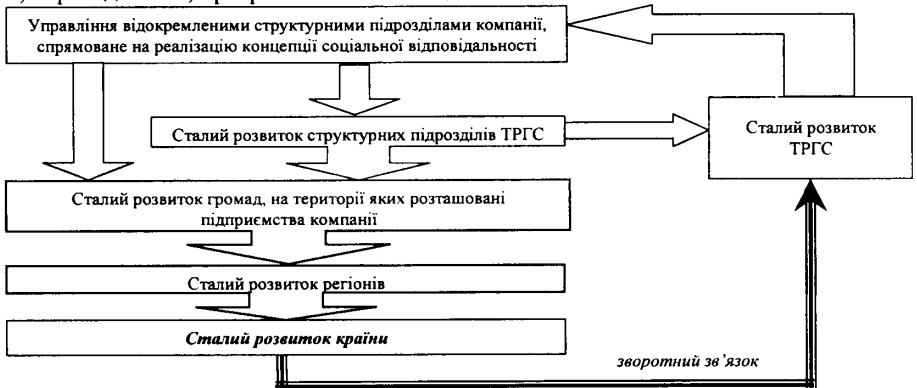 Управління відокремленими структурними підрозділами компанії,
спрямоване на реалізацію концепції соціальної відповідальності
Сталий розвиток структурних підрозділів ТРГС
Сталий розвиток
ТРГС
Сталий розвиток громад, на території яких розташовані
підприємства компанії
Сталий розвиток регіонів
Сталий розвиток країни
зворотний зв’язок